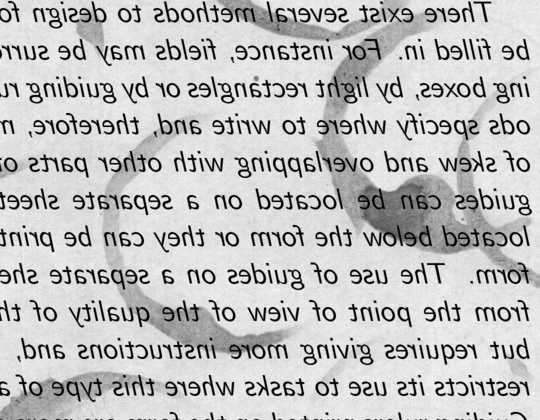 There exist several methods to design fo
be filled in. For instance, fields may be surro
ing boxes, by light rectangles or by guiding ru
ods specify where to write and, therefore, m
of skew and overlapping with other parts o
guides can be located on a separate sheet
located below the form or they can be print
form. The use of guides on a separate she
from the point of view of the quality of th
but requires giving more instructions and,
restricts its use to tasks where this type of a